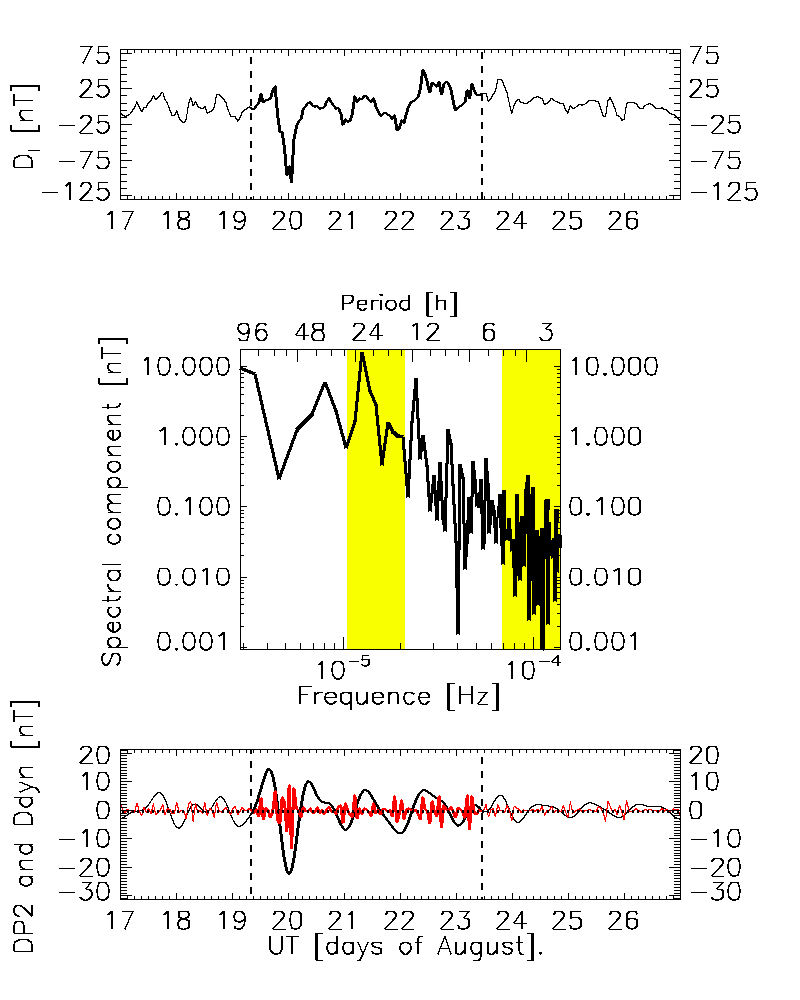 75 75
25 25
−25 −25
−75 −75
−125 −125
D_I [nT]
17 18 19 20 21 22 23 24 25 26
Period [h]
96 48 24 12 6 3
10.000 10.000
1.000 1.000
0.100 0.100
0.010 0.010
0.001 0.001
Spectral component [nT]
10⁻⁵ 10⁻⁴
Frequence [Hz]
20 20
10 10
0 0
−10 −10
−20 −20
−30 −30
DP2 and Ddyn [nT]
17 18 19 20 21 22 23 24 25 26
UT [days of August].